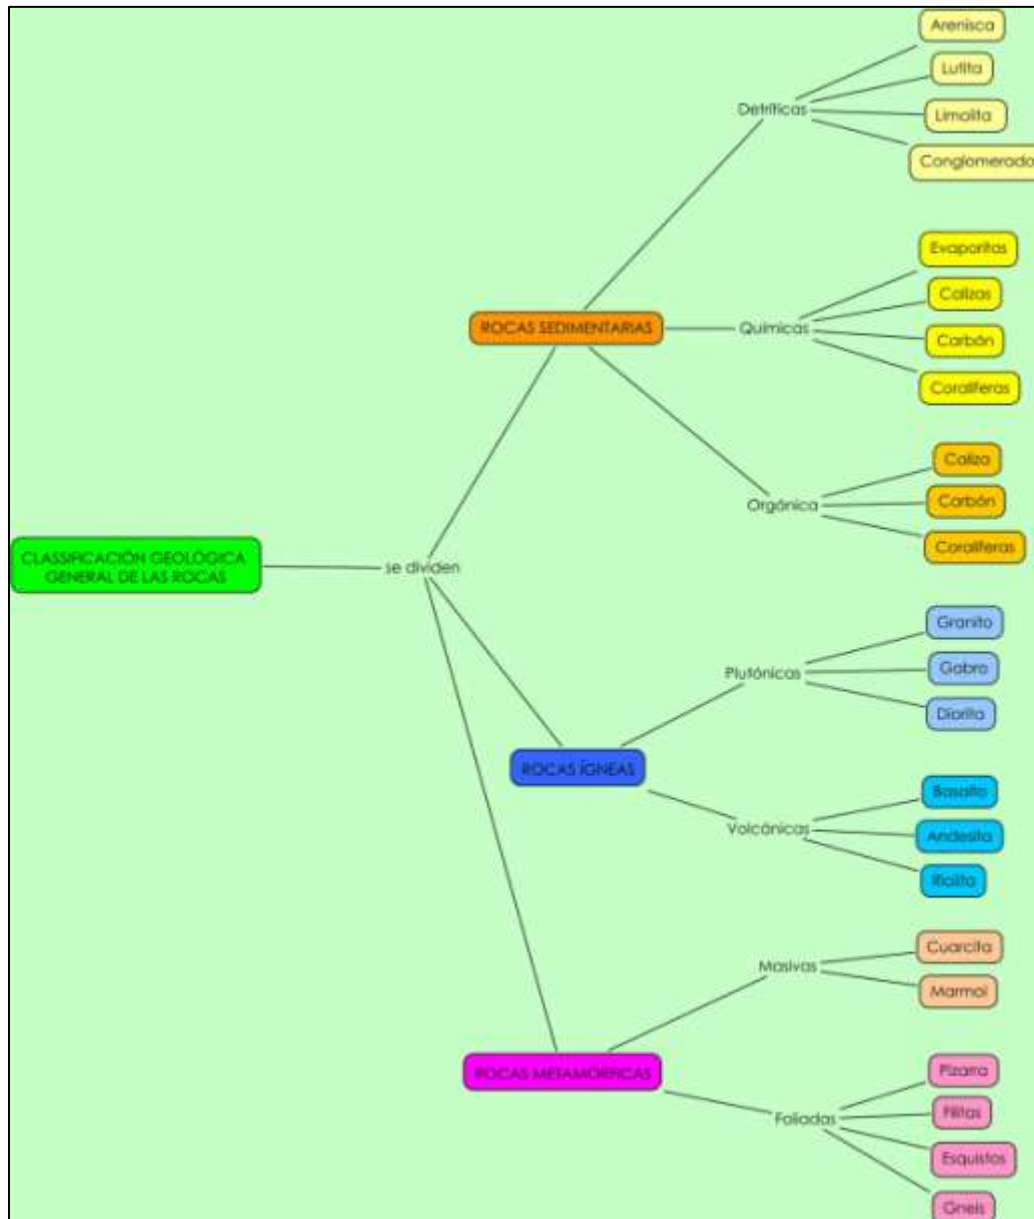 CLASSIFICACIÓN GEOLÓGICA
GENERAL DE LAS ROCAS
se dividen
ROCAS SEDIMENTARIAS
Detríticas
Arenisca
Lutita
Limolita
Conglomerado
Químicas
Evaporitas
Calizas
Carbón
Coralíferas
Orgánica
Caliza
Carbón
Coralíferas
ROCAS ÍGNEAS
Plutónicas
Granito
Gabro
Diorita
Volcánicas
Basalto
Andesita
Riolita
ROCAS METAMÓRFICAS
Masivas
Cuarcita
Marmol
Foliadas
Pizarra
Filitas
Esquistos
Gneis